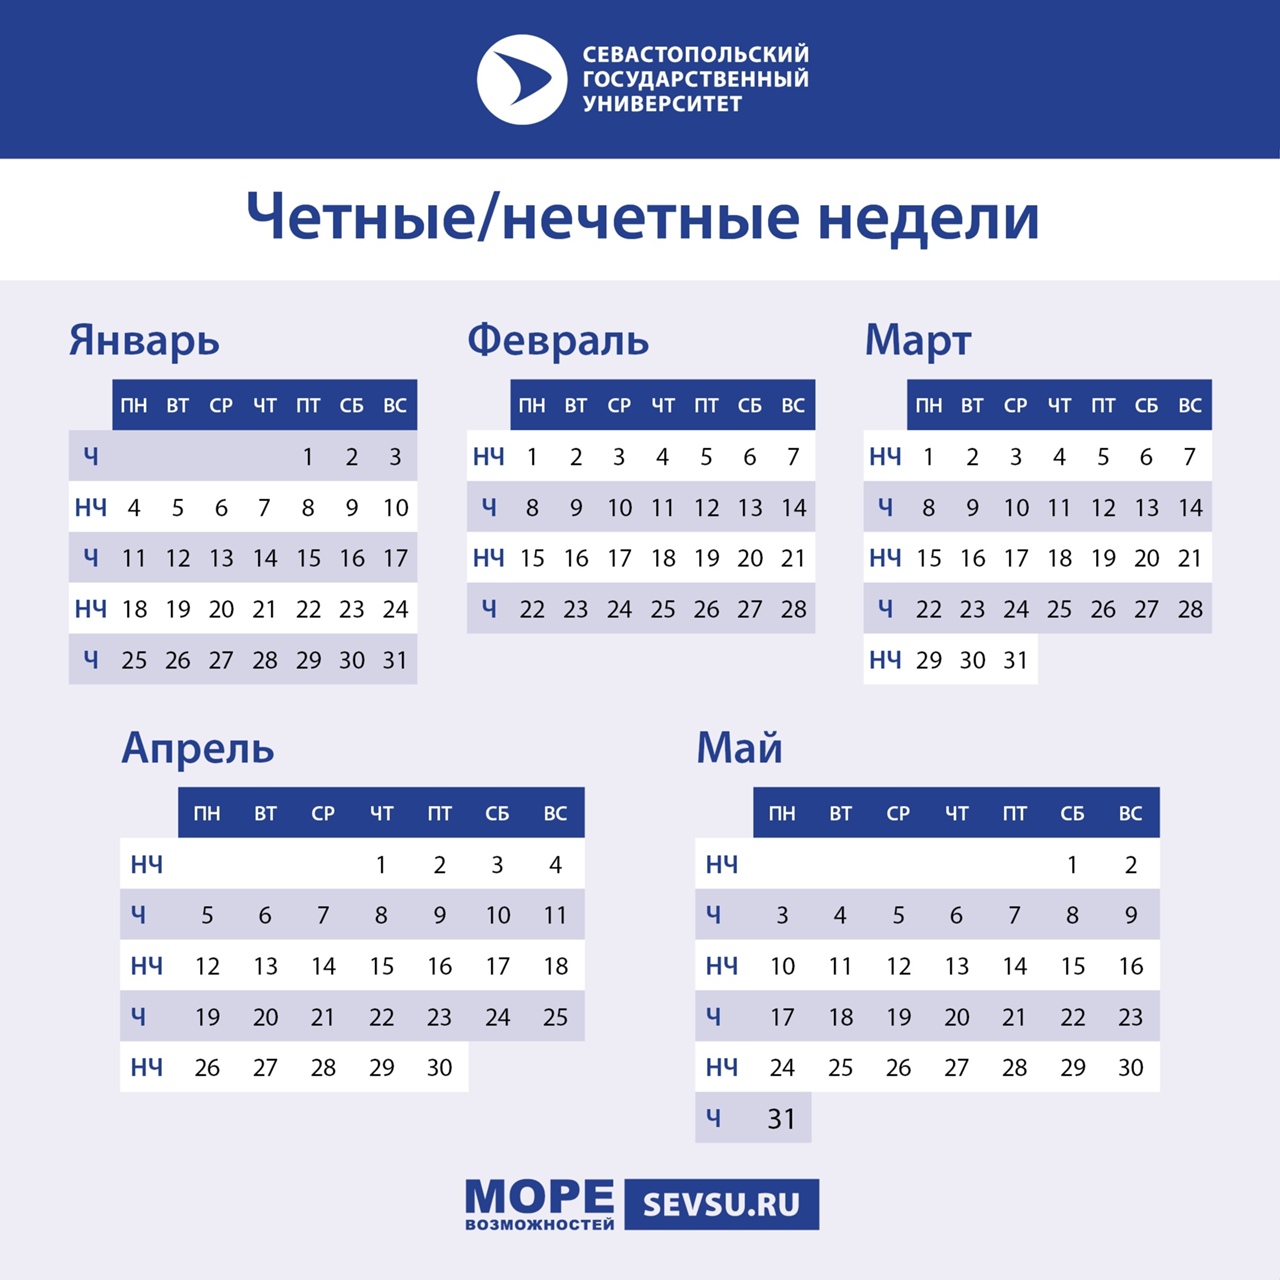 СЕВАСТОПОЛЬСКИЙ
ГОСУДАРСТВЕННЫЙ
УНИВЕРСИТЕТ
Четные/нечетные недели
Январь
ПН ВТ СР ЧТ ПТ СБ ВС
Ч 1 2 3
НЧ 4 5 6 7 8 9 10
Ч 11 12 13 14 15 16 17
НЧ 18 19 20 21 22 23 24
Ч 25 26 27 28 29 30 31
Февраль
ПН ВТ СР ЧТ ПТ СБ ВС
НЧ 1 2 3 4 5 6 7
Ч 8 9 10 11 12 13 14
НЧ 15 16 17 18 19 20 21
Ч 22 23 24 25 26 27 28
Март
ПН ВТ СР ЧТ ПТ СБ ВС
НЧ 1 2 3 4 5 6 7
Ч 8 9 10 11 12 13 14
НЧ 15 16 17 18 19 20 21
Ч 22 23 24 25 26 27 28
НЧ 29 30 31
Апрель
ПН ВТ СР ЧТ ПТ СБ ВС
НЧ 1 2 3 4
Ч 5 6 7 8 9 10 11
НЧ 12 13 14 15 16 17 18
Ч 19 20 21 22 23 24 25
НЧ 26 27 28 29 30
Май
ПН ВТ СР ЧТ ПТ СБ ВС
НЧ 1 2
Ч 3 4 5 6 7 8 9
НЧ 10 11 12 13 14 15 16
Ч 17 18 19 20 21 22 23
НЧ 24 25 26 27 28 29 30
Ч 31
МОРЕ
ВОЗМОЖНОСТЕЙ
SEVSU.RU